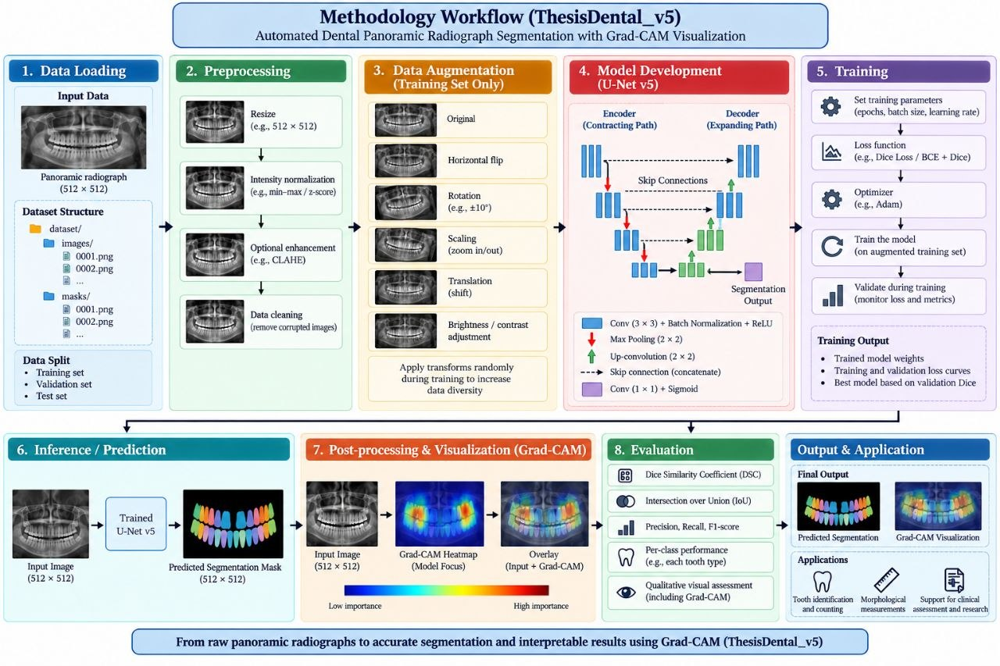 Methodology Workflow (ThesisDental_v5)
Automated Dental Panoramic Radiograph Segmentation with Grad-CAM Visualization
1. Data Loading
Input Data
Panoramic radiograph
(512 × 512)
Dataset Structure
dataset/
images/
0001.png
0002.png
...
masks/
0001.png
0002.png
...
Data Split
• Training set
• Validation set
• Test set
2. Preprocessing
Resize
(e.g., 512 × 512)
Intensity normalization
(e.g., min–max / z-score)
Optional enhancement
(e.g., CLAHE)
Data cleaning
(remove corrupted images)
3. Data Augmentation
(Training Set Only)
Original
Horizontal flip
Rotation
(e.g., ±10°)
Scaling
(zoom in/out)
Translation
(shift)
Brightness / contrast
adjustment
Apply transforms randomly
during training to increase
data diversity
4. Model Development
(U-Net v5)
Encoder
(Contracting Path)
Decoder
(Expanding Path)
Skip Connections
Segmentation
Output
Conv (3 × 3) + Batch Normalization + ReLU
Max Pooling (2 × 2)
Up-convolution (2 × 2)
Skip connection (concatenate)
Conv (1 × 1) + Sigmoid
5. Training
Set training parameters
(epochs, batch size, learning rate)
Loss function
(e.g., Dice Loss / BCE + Dice)
Optimizer
(e.g., Adam)
Train the model
(on augmented training set)
Validate during training
(monitor loss and metrics)
Training Output
• Trained model weights
• Training and validation loss curves
• Best model based on validation Dice
6. Inference / Prediction
Input Image
(512 × 512)
Trained
U-Net v5
Predicted Segmentation Mask
(512 × 512)
7. Post-processing & Visualization (Grad-CAM)
Input Image
(512 × 512)
Grad-CAM Heatmap
(Model Focus)
Overlay
(Input + Grad-CAM)
Low importance
High importance
8. Evaluation
Dice Similarity Coefficient (DSC)
Intersection over Union (IoU)
Precision, Recall, F1-score
Per-class performance
(e.g., each tooth type)
Qualitative visual assessment
(including Grad-CAM)
Output & Application
Final Output
Predicted Segmentation
Grad-CAM Visualization
Applications
Tooth identification
and counting
Morphological
measurements
Support for clinical
assessment and research
From raw panoramic radiographs to accurate segmentation and interpretable results using Grad-CAM (ThesisDental_v5)